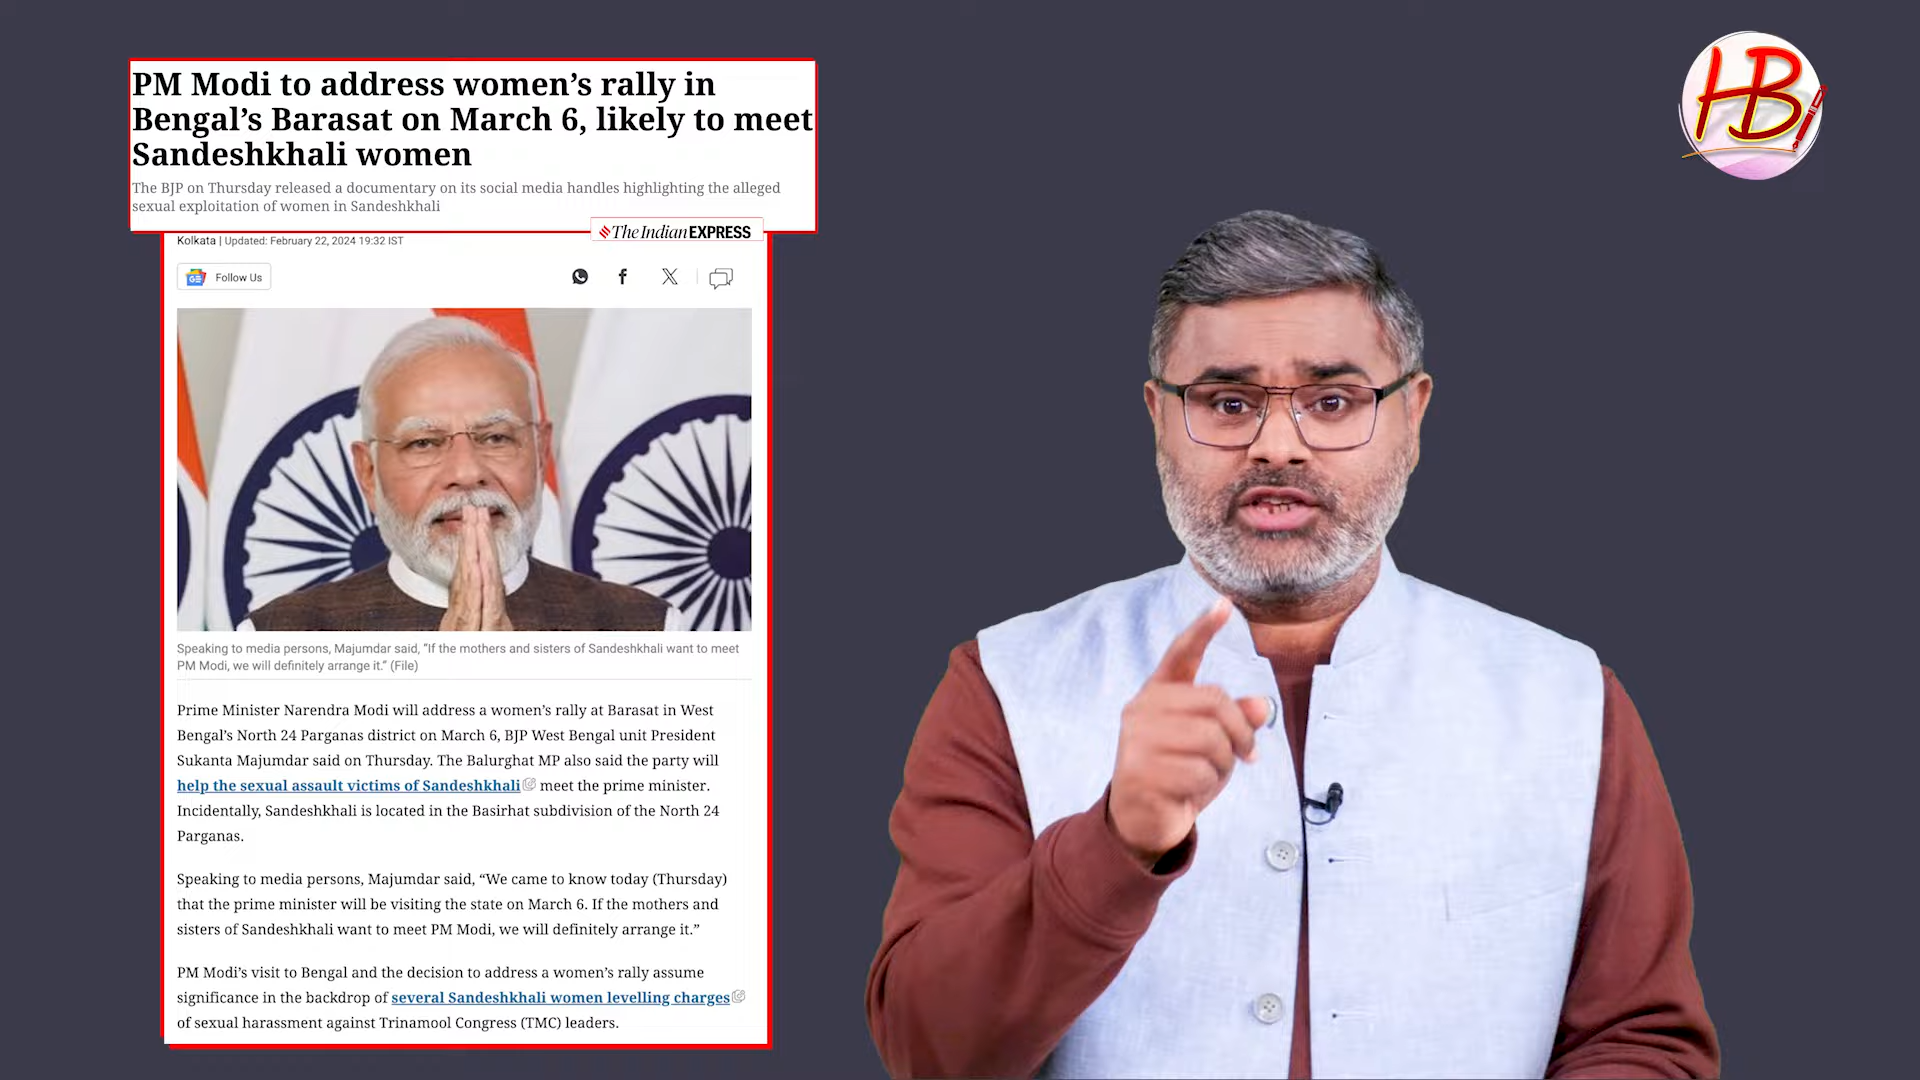 PM Modi to address women’s rally in
Bengal’s Barasat on March 6, likely to meet
Sandeshkhali women
The BJP on Thursday released a documentary on its social media handles highlighting the alleged
sexual exploitation of women in Sandeshkhali
The Indian EXPRESS
Kolkata | Updated: February 22, 2024 19:32 IST
Follow Us
Speaking to media persons, Majumdar said, “If the mothers and sisters of Sandeshkhali want to meet
PM Modi, we will definitely arrange it.” (File)
Prime Minister Narendra Modi will address a women’s rally at Barasat in West
Bengal’s North 24 Parganas district on March 6, BJP West Bengal unit President
Sukanta Majumdar said on Thursday. The Balurghat MP also said the party will
help the sexual assault victims of Sandeshkhali meet the prime minister.
Incidentally, Sandeshkhali is located in the Basirhat subdivision of the North 24
Parganas.
Speaking to media persons, Majumdar said, “We came to know today (Thursday)
that the prime minister will be visiting the state on March 6. If the mothers and
sisters of Sandeshkhali want to meet PM Modi, we will definitely arrange it.”
PM Modi’s visit to Bengal and the decision to address a women’s rally assume
significance in the backdrop of several Sandeshkhali women levelling charges
of sexual harassment against Trinamool Congress (TMC) leaders.
HB